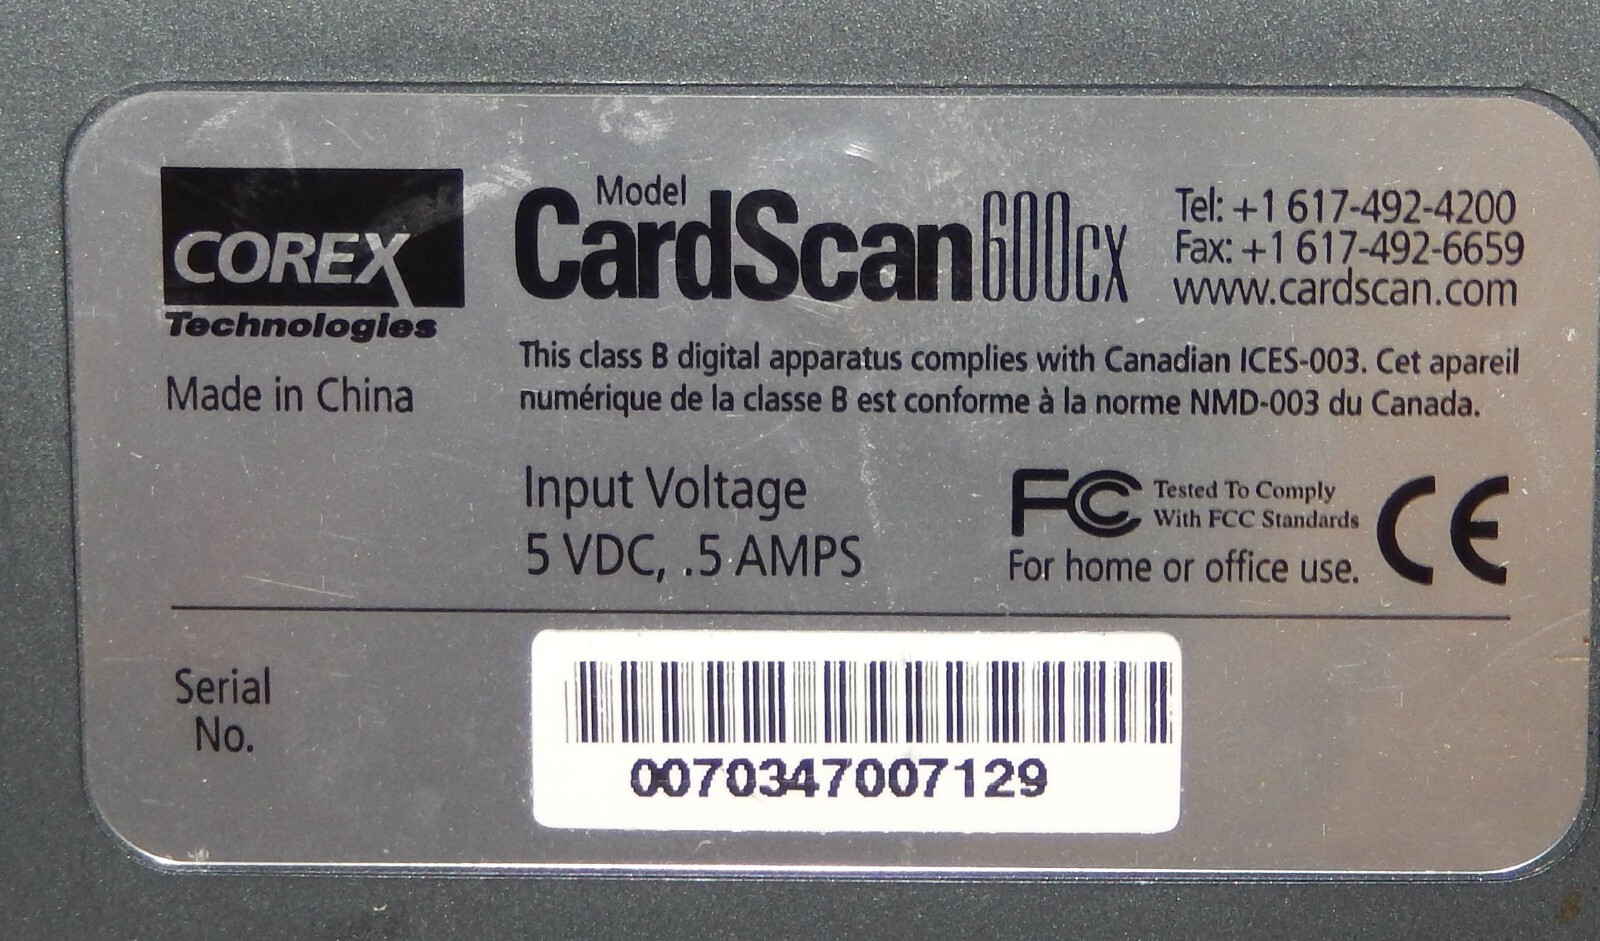 COREX
Technologies
Made in China
Model
CardScan600cx
Tel: +1 617-492-4200
Fax: +1 617-492-6659
www.cardscan.com
This class B digital apparatus complies with Canadian ICES-003. Cet apareil
numérique de la classe B est conforme à la norme NMD-003 du Canada.
Input Voltage
5 VDC, .5 AMPS
FC Tested To Comply
With FCC Standards
For home or office use.
CE
Serial
No.
0070347007129